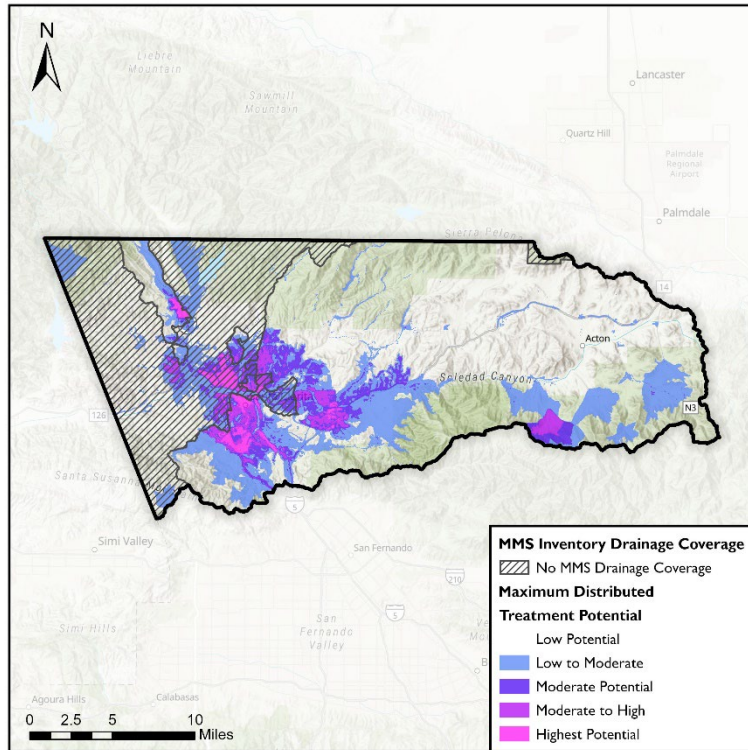 N
Liebre
Mountain
Sawmill
Mountain
Lancaster
Quartz Hill
Palmdale
Regional
Airport
Palmdale
Sierra Pelona
14
Acton
Soledad Canyon
N3
126
Santa Susanna
5
Simi Valley
San Fernando
210
5
Simi Hills
San
Fernando
Valley
Agoura Hills
Calabasas
0 2.5 5 10
Miles
MMS Inventory Drainage Coverage
No MMS Drainage Coverage
Maximum Distributed
Treatment Potential
Low Potential
Low to Moderate
Moderate Potential
Moderate to High
Highest Potential